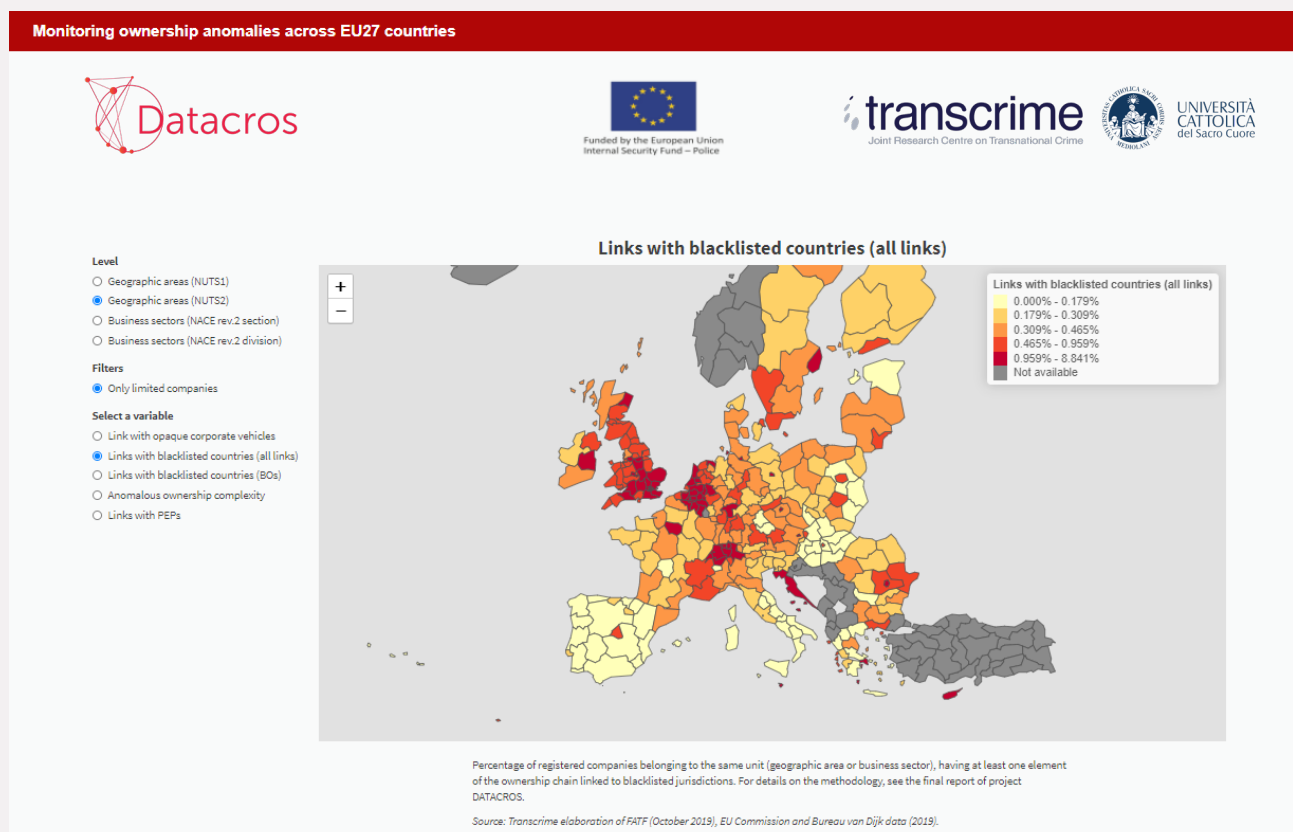 Monitoring ownership anomalies across EU27 countries
Datacros
Funded by the European Union
Internal Security Fund – Police
transcrime
Joint Research Centre on Transnational Crime
UNIVERSITÀ
CATTOLICA
del Sacro Cuore
Links with blacklisted countries (all links)
Level
Geographic areas (NUTS1)
Geographic areas (NUTS2)
Business sectors (NACE rev.2 section)
Business sectors (NACE rev.2 division)
Filters
Only limited companies
Select a variable
Link with opaque corporate vehicles
Links with blacklisted countries (all links)
Links with blacklisted countries (BOs)
Anomalous ownership complexity
Links with PEPs
+
−
Links with blacklisted countries (all links)
0.000% - 0.179%
0.179% - 0.309%
0.309% - 0.465%
0.465% - 0.959%
0.959% - 8.841%
Not available
Percentage of registered companies belonging to the same unit (geographic area or business sector), having at least one element
of the ownership chain linked to blacklisted jurisdictions. For details on the methodology, see the final report of project
DATACROS.
Source: Transcrime elaboration of FATF (October 2019), EU Commission and Bureau van Dijk data (2019).